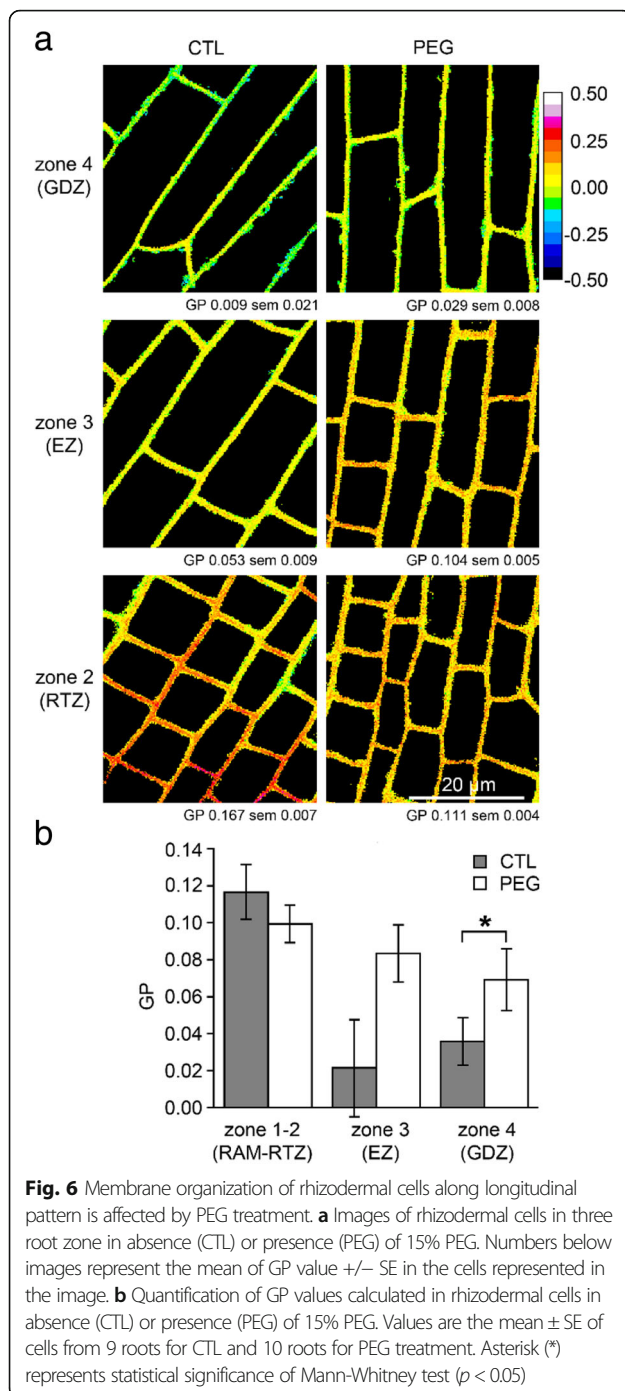 a
CTL
PEG
zone 4
(GDZ)
0.50
0.25
0.00
-0.25
-0.50
GP 0.009 sem 0.021
GP 0.029 sem 0.008
zone 3
(EZ)
GP 0.053 sem 0.009
GP 0.104 sem 0.005
zone 2
(RTZ)
20 µm
GP 0.167 sem 0.007
GP 0.111 sem 0.004
b
0.14
0.12
0.10
0.08
0.06
0.04
0.02
0.00
GP
CTL
PEG
*
zone 1-2
(RAM-RTZ)
zone 3
(EZ)
zone 4
(GDZ)
Fig. 6 Membrane organization of rhizodermal cells along longitudinal
pattern is affected by PEG treatment. a Images of rhizodermal cells in three
root zone in absence (CTL) or presence (PEG) of 15% PEG. Numbers below
images represent the mean of GP value +/− SE in the cells represented in
the image. b Quantification of GP values calculated in rhizodermal cells in
absence (CTL) or presence (PEG) of 15% PEG. Values are the mean ± SE of
cells from 9 roots for CTL and 10 roots for PEG treatment. Asterisk (*)
represents statistical significance of Mann-Whitney test (p < 0.05)